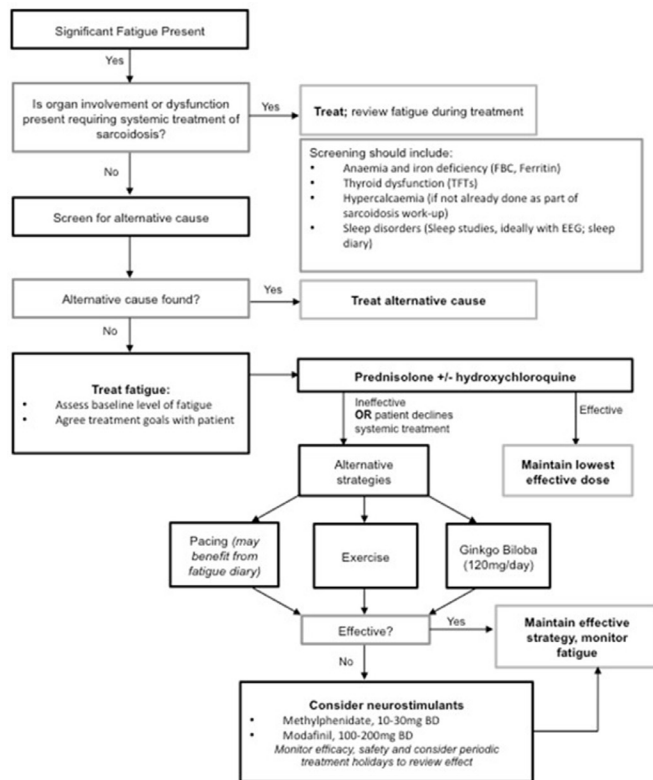 Significant Fatigue Present
Yes
Is organ involvement or dysfunction
present requiring systemic treatment of
sarcoidosis?
Yes
Treat; review fatigue during treatment
No
Screening should include:
• Anaemia and iron deficiency (FBC, Ferritin)
• Thyroid dysfunction (TFTs)
• Hypercalcaemia (if not already done as part of
sarcoidosis work-up)
• Sleep disorders (Sleep studies, ideally with EEG; sleep
diary)
Screen for alternative cause
Alternative cause found?
Yes
Treat alternative cause
No
Treat fatigue:
• Assess baseline level of fatigue
• Agree treatment goals with patient
Prednisolone +/- hydroxychloroquine
Ineffective
OR patient declines
systemic treatment
Effective
Maintain lowest
effective dose
Alternative
strategies
Pacing (may
benefit from
fatigue diary)
Exercise
Ginkgo Biloba
(120mg/day)
Effective?
Yes
Maintain effective
strategy, monitor
fatigue
No
Consider neurostimulants
• Methylphenidate, 10-30mg BD
• Modafinil, 100-200mg BD
Monitor efficacy, safety and consider periodic
treatment holidays to review effect